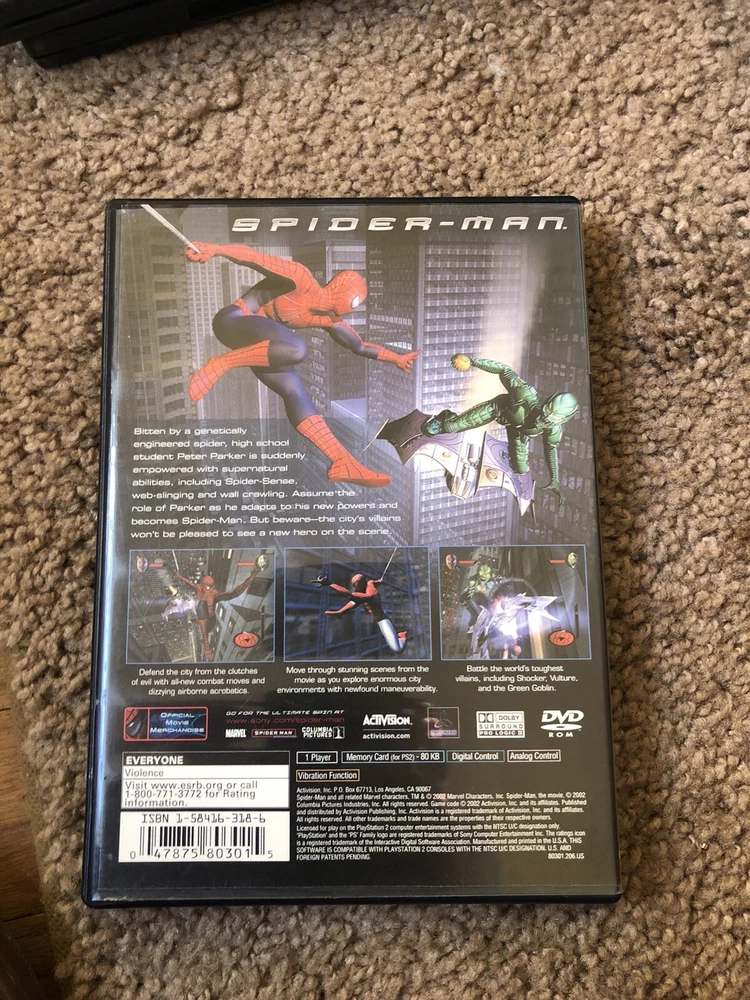 SPIDER-MAN
Bitten by a genetically
engineered spider, high school
student Peter Parker is suddenly
empowered with supernatural
abilities, including Spider-Sense,
web-slinging and wall crawling. Assume the
role of Parker as he adapts to his new powers and
becomes Spider-Man. But beware—the city's villains
won't be pleased to see a new hero on the scene.
Defend the city from the clutches
of evil with all-new combat moves and
dizzying airborne acrobatics.
Move through stunning scenes from the
movie as you explore enormous city
environments with newfound maneuverability.
Battle the world's toughest
villains, including Shocker, Vulture,
and the Green Goblin.
OFFICIAL
MOVIE
MERCHANDISE
GO FOR THE ULTIMATE SPIN AT
www.sony.com/spider-man
MARVEL
SPIDER-MAN
COLUMBIA
PICTURES
ACTIVISION
activision.com
DOLBY
SURROUND
PRO LOGIC II
DVD
ROM
EVERYONE
Violence
Visit www.esrb.org or call
1-800-771-3772 for Rating
information.
ISBN 1-58416-318-6
0 47875 80301 5
1 Player
Memory Card (for PS2) - 80 KB
Digital Control
Analog Control
Vibration Function
Activision, Inc. P.O. Box 67713, Los Angeles, CA 90067
Spider-Man and all related Marvel characters, TM & © 2002 Marvel Characters, Inc. Spider-Man, the movie, © 2002
Columbia Pictures Industries, Inc. All rights reserved. Game code © 2002 Activision, Inc. and its affiliates. Published
and distributed by Activision Publishing, Inc. Activision is a registered trademark of Activision, Inc. and its affiliates.
All rights reserved. All other trademarks and trade names are the properties of their respective owners.
Licensed for play on the PlayStation 2 computer entertainment systems with the NTSC U/C designation only.
"PlayStation" and the "PS" Family logo are registered trademarks of Sony Computer Entertainment Inc. The ratings icon
is a registered trademark of the Interactive Digital Software Association. Manufactured and printed in the U.S.A. THIS
SOFTWARE IS COMPATIBLE WITH PLAYSTATION 2 CONSOLES WITH THE NTSC U/C DESIGNATION. U.S. AND
FOREIGN PATENTS PENDING.
80301.206.US